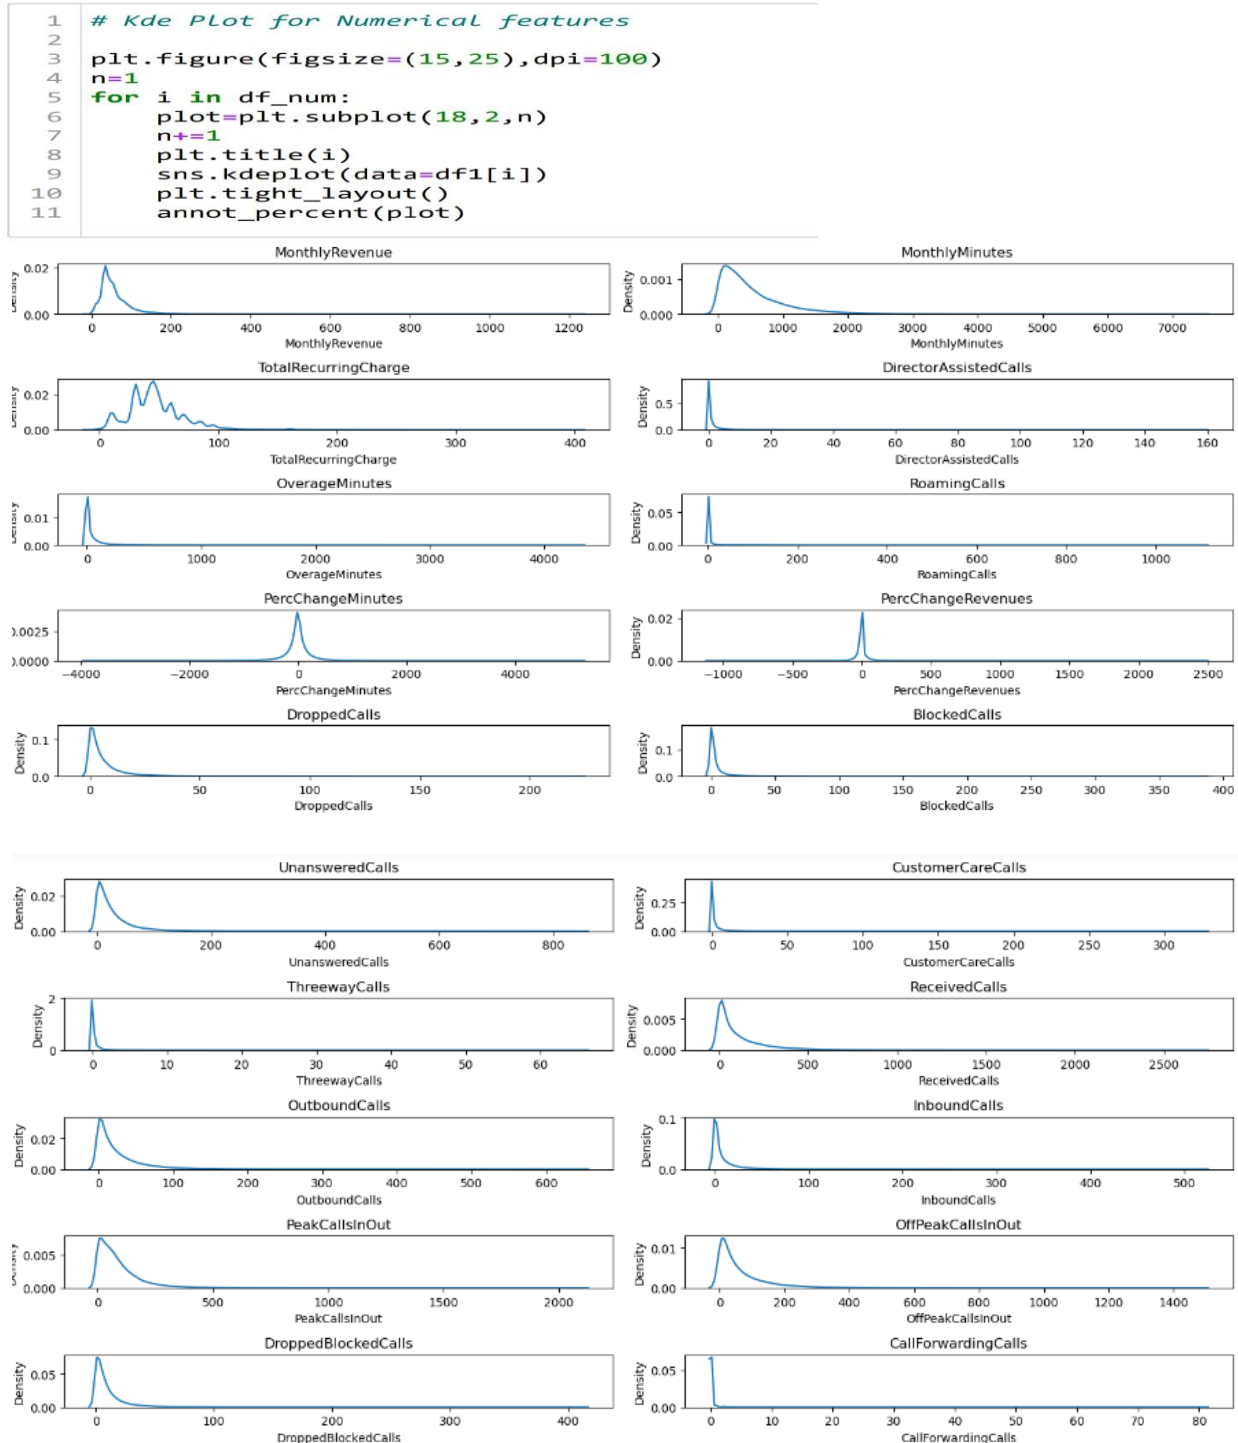 1 # Kde Plot for Numerical features
2
3 plt.figure(figsize=(15,25),dpi=100)
4 n=1
5 for i in df_num:
6 plot=plt.subplot(18,2,n)
7 n+=1
8 plt.title(i)
9 sns.kdeplot(data=df1[i])
10 plt.tight_layout()
11 annot_percent(plot)
MonthlyRevenue
Density
0.02
0.00
0 200 400 600 800 1000 1200
MonthlyRevenue
MonthlyMinutes
Density
0.001
0.000
0 1000 2000 3000 4000 5000 6000 7000
MonthlyMinutes
TotalRecurringCharge
Density
0.02
0.00
0 100 200 300 400
TotalRecurringCharge
DirectorAssistedCalls
Density
0.5
0.0
0 20 40 60 80 100 120 140 160
DirectorAssistedCalls
OverageMinutes
Density
0.01
0.00
0 1000 2000 3000 4000
OverageMinutes
RoamingCalls
Density
0.05
0.00
0 200 400 600 800 1000
RoamingCalls
PercChangeMinutes
0.0025
0.0000
−4000 −2000 0 2000 4000
PercChangeMinutes
PercChangeRevenues
Density
0.02
0.00
−1000 −500 0 500 1000 1500 2000 2500
PercChangeRevenues
DroppedCalls
Density
0.1
0.0
0 50 100 150 200
DroppedCalls
BlockedCalls
Density
0.1
0.0
0 50 100 150 200 250 300 350 400
BlockedCalls
UnansweredCalls
Density
0.02
0.00
0 200 400 600 800
UnansweredCalls
CustomerCareCalls
Density
0.25
0.00
0 50 100 150 200 250 300
CustomerCareCalls
ThreewayCalls
Density
2
0
0 10 20 30 40 50 60
ThreewayCalls
ReceivedCalls
Density
0.005
0.000
0 500 1000 1500 2000 2500
ReceivedCalls
OutboundCalls
Density
0.02
0.00
0 100 200 300 400 500 600
OutboundCalls
InboundCalls
Density
0.1
0.0
0 100 200 300 400 500
InboundCalls
PeakCallsInOut
Density
0.005
0.000
0 500 1000 1500 2000
PeakCallsInOut
OffPeakCallsInOut
Density
0.01
0.00
0 200 400 600 800 1000 1200 1400
OffPeakCallsInOut
DroppedBlockedCalls
Density
0.05
0.00
0 100 200 300 400
DroppedBlockedCalls
CallForwardingCalls
Density
0.05
0.00
0 10 20 30 40 50 60 70 80
CallForwardingCalls